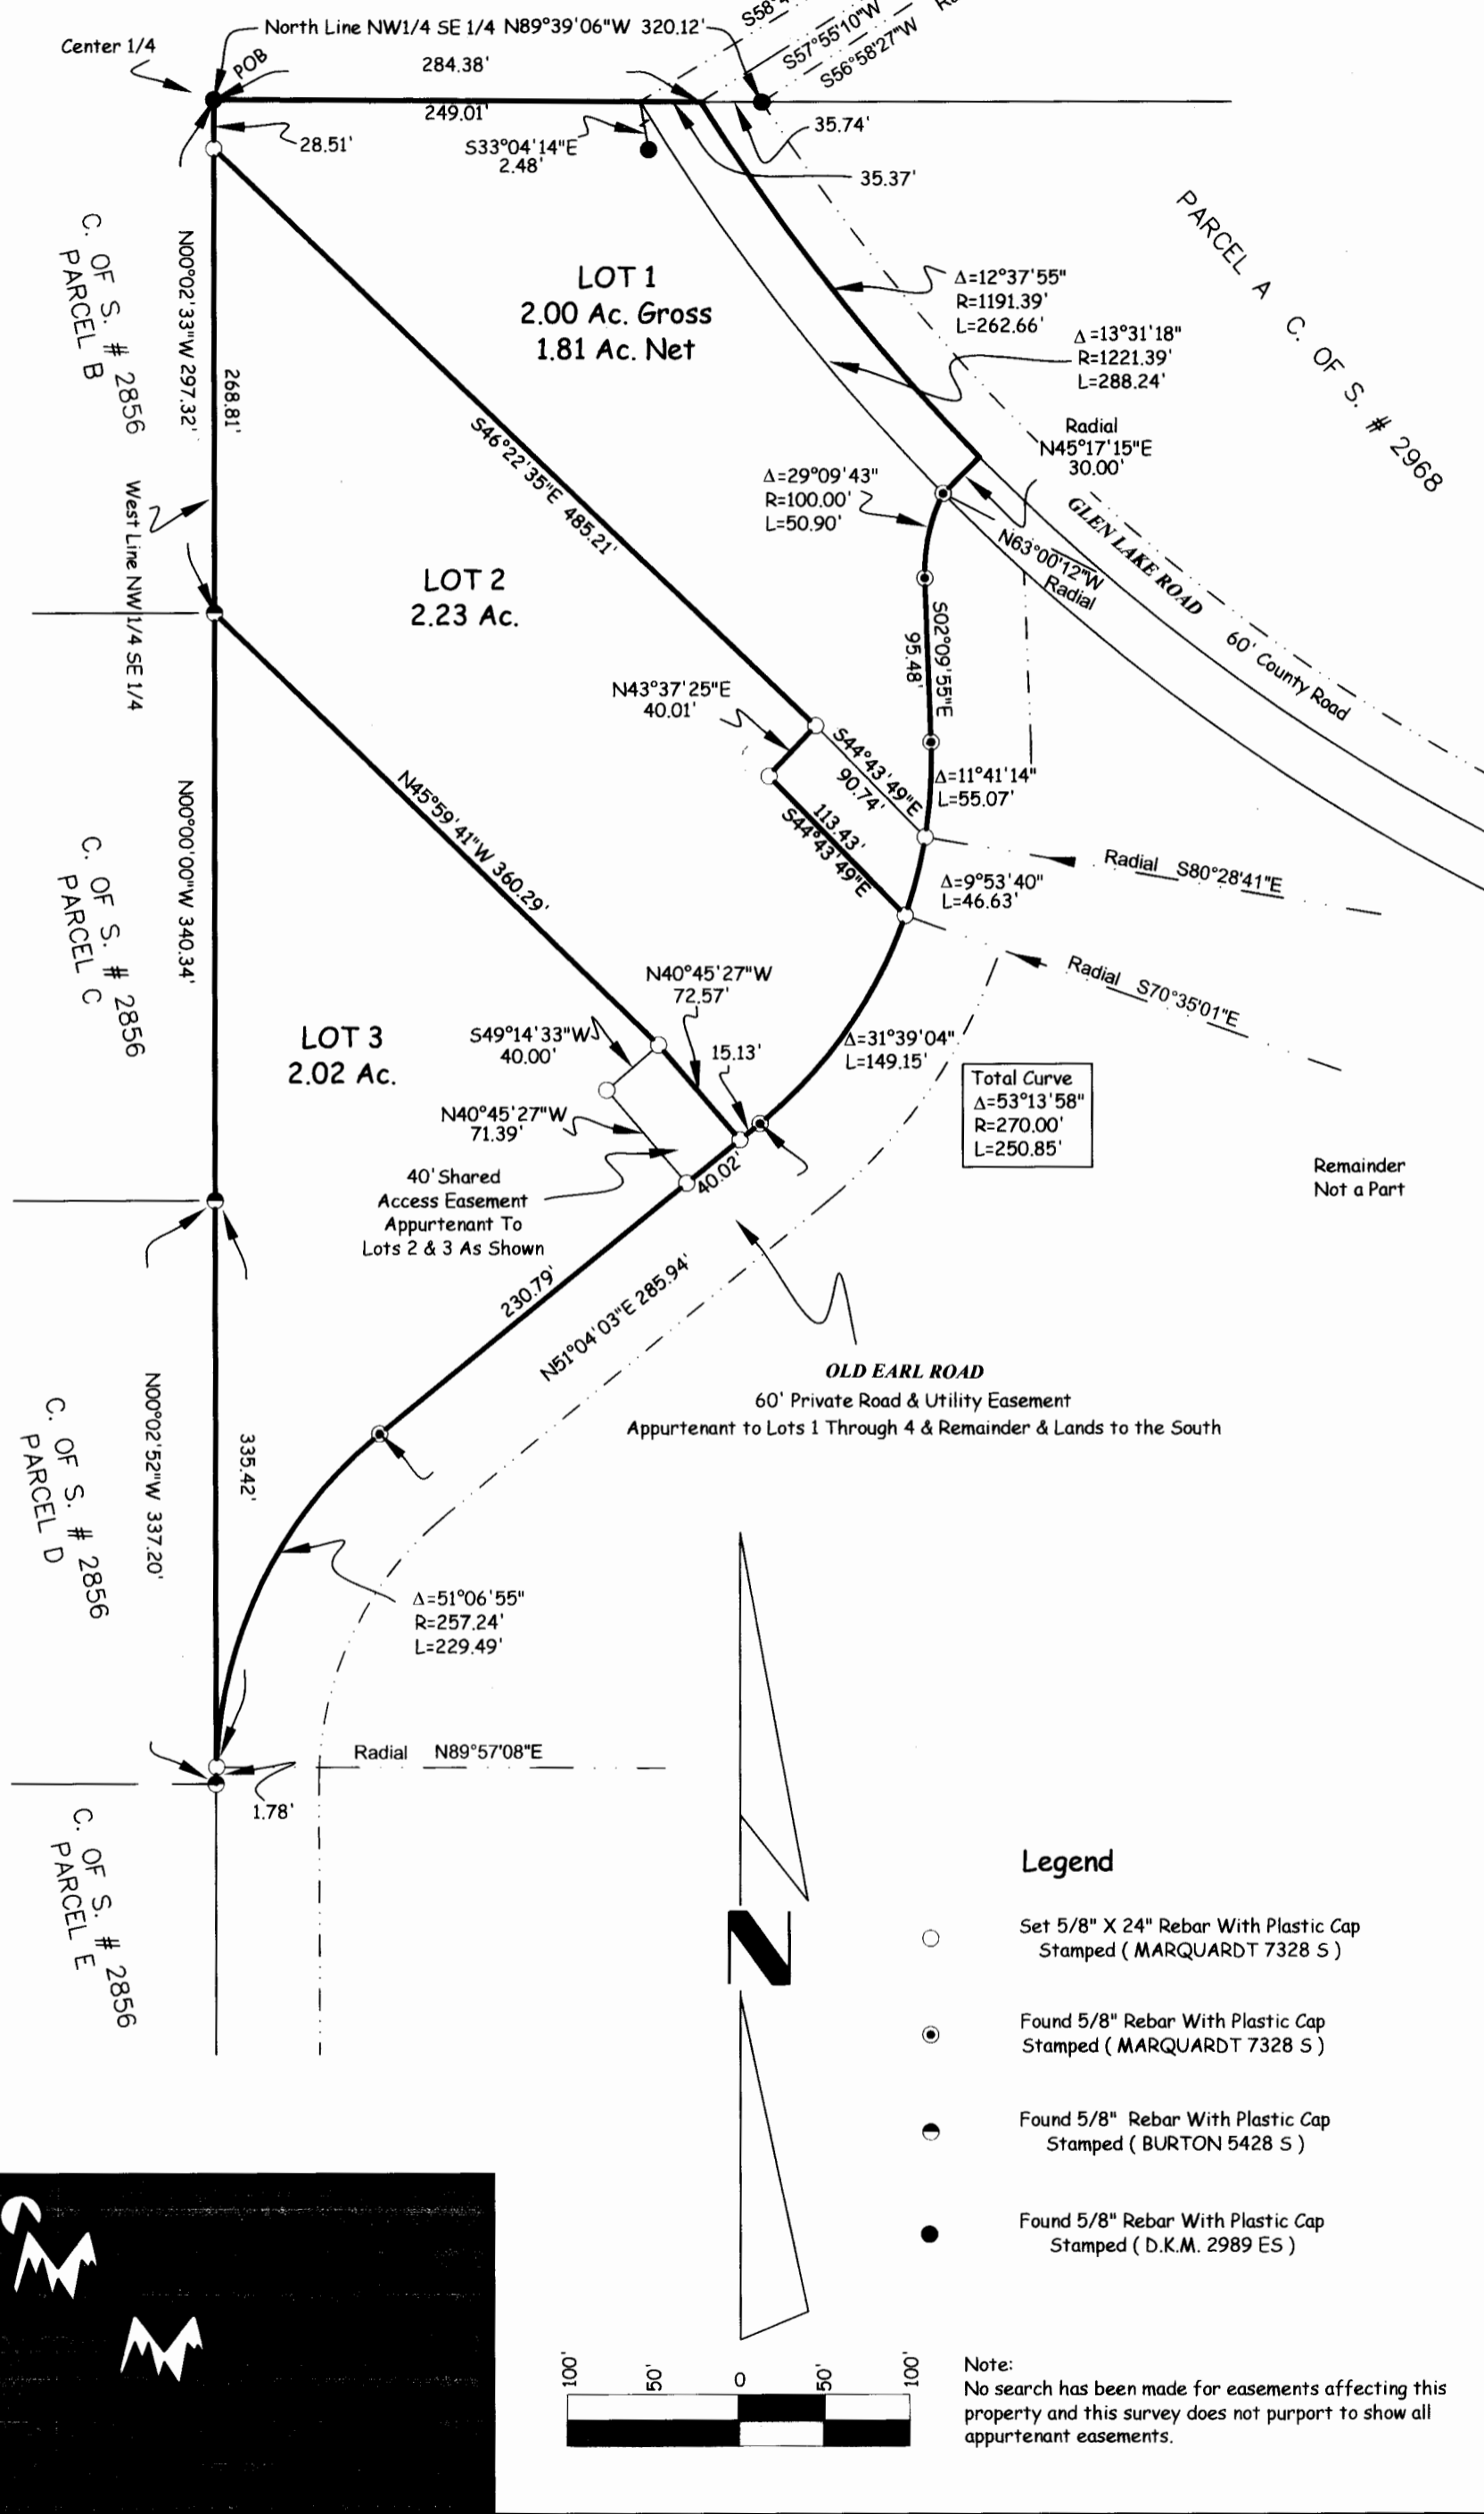 North Line NW1/4 SE 1/4 N89°39'06"W 320.12'
Center 1/4
POB
284.38'
249.01'
S57°55'10"W
S56°58'27"W
28.51'
S33°04'14"E
2.48'
35.74'
35.37'
PARCEL A C. OF S. # 2968
C. OF S. # 2856
PARCEL B
N00°02'33"W 297.32'
268.81'
LOT 1
2.00 Ac. Gross
1.81 Ac. Net
Δ=12°37'55"
R=1191.39'
L=262.66'
Δ=13°31'18"
R=1221.39'
L=288.24'
Radial
N45°17'15"E
30.00'
S46°22'35"E 485.21'
Δ=29°09'43"
R=100.00'
L=50.90'
N63°00'12"W
Radial
GLEN LAKE ROAD
60' County Road
West Line NW 1/4 SE 1/4
LOT 2
2.23 Ac.
S02°09'55"E
95.48'
N43°37'25"E
40.01'
S44°43'49"E
90.74'
Δ=11°41'14"
L=55.07'
113.43'
S44°43'49"E
N45°59'41"W 360.29'
N00°00'00"W 340.34'
C. OF S. # 2856
PARCEL C
Radial S80°28'41"E
Δ=9°53'40"
L=46.63'
Radial S70°35'01"E
N40°45'27"W
72.57'
LOT 3
2.02 Ac.
S49°14'33"W
40.00'
15.13'
Δ=31°39'04"
L=149.15'
Total Curve
Δ=53°13'58"
R=270.00'
L=250.85'
N40°45'27"W
71.39'
40.02'
40' Shared
Access Easement
Appurtenant To
Lots 2 & 3 As Shown
Remainder
Not a Part
230.79'
N51°04'03"E 285.94'
OLD EARL ROAD
60' Private Road & Utility Easement
Appurtenant to Lots 1 Through 4 & Remainder & Lands to the South
C. OF S. # 2856
PARCEL D
N00°02'52"W 337.20'
335.42'
Δ=51°06'55"
R=257.24'
L=229.49'
Radial N89°57'08"E
1.78'
C. OF S. # 2856
PARCEL E
N
Legend
Set 5/8" X 24" Rebar With Plastic Cap
Stamped ( MARQUARDT 7328 S )
Found 5/8" Rebar With Plastic Cap
Stamped ( MARQUARDT 7328 S )
Found 5/8" Rebar With Plastic Cap
Stamped ( BURTON 5428 S )
Found 5/8" Rebar With Plastic Cap
Stamped ( D.K.M. 2989 ES )
100' 50' 0 50' 100'
Note:
No search has been made for easements affecting this
property and this survey does not purport to show all
appurtenant easements.